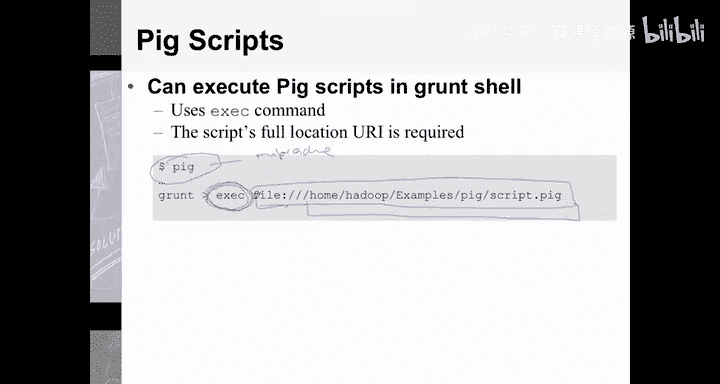 Pig Scripts
bilibili
• Can execute Pig scripts in grunt shell
– Uses exec command
– The script's full location URI is required
$ pig
…
grunt > exec file:///home/hadoop/Examples/pig/script.pig